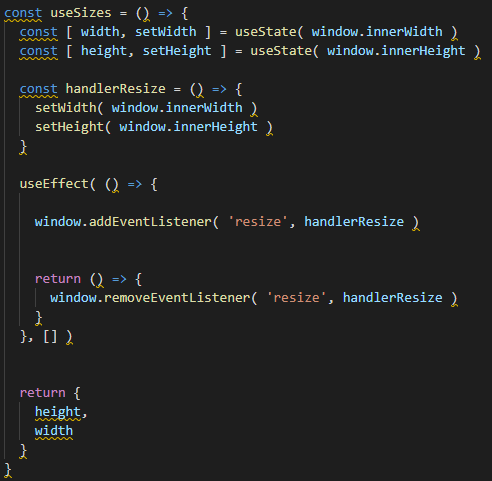 const useSizes = () => {
  const [ width, setWidth ] = useState( window.innerWidth )
  const [ height, setHeight ] = useState( window.innerHeight )
  const handlerResize = () => {
    setWidth( window.innerWidth )
    setHeight( window.innerHeight )
  }
  useEffect( () => {
    window.addEventListener( 'resize', handlerResize )
    return () => {
      window.removeEventListener( 'resize', handlerResize )
    }
  }, [] )
  return {
    height,
    width
  }
}